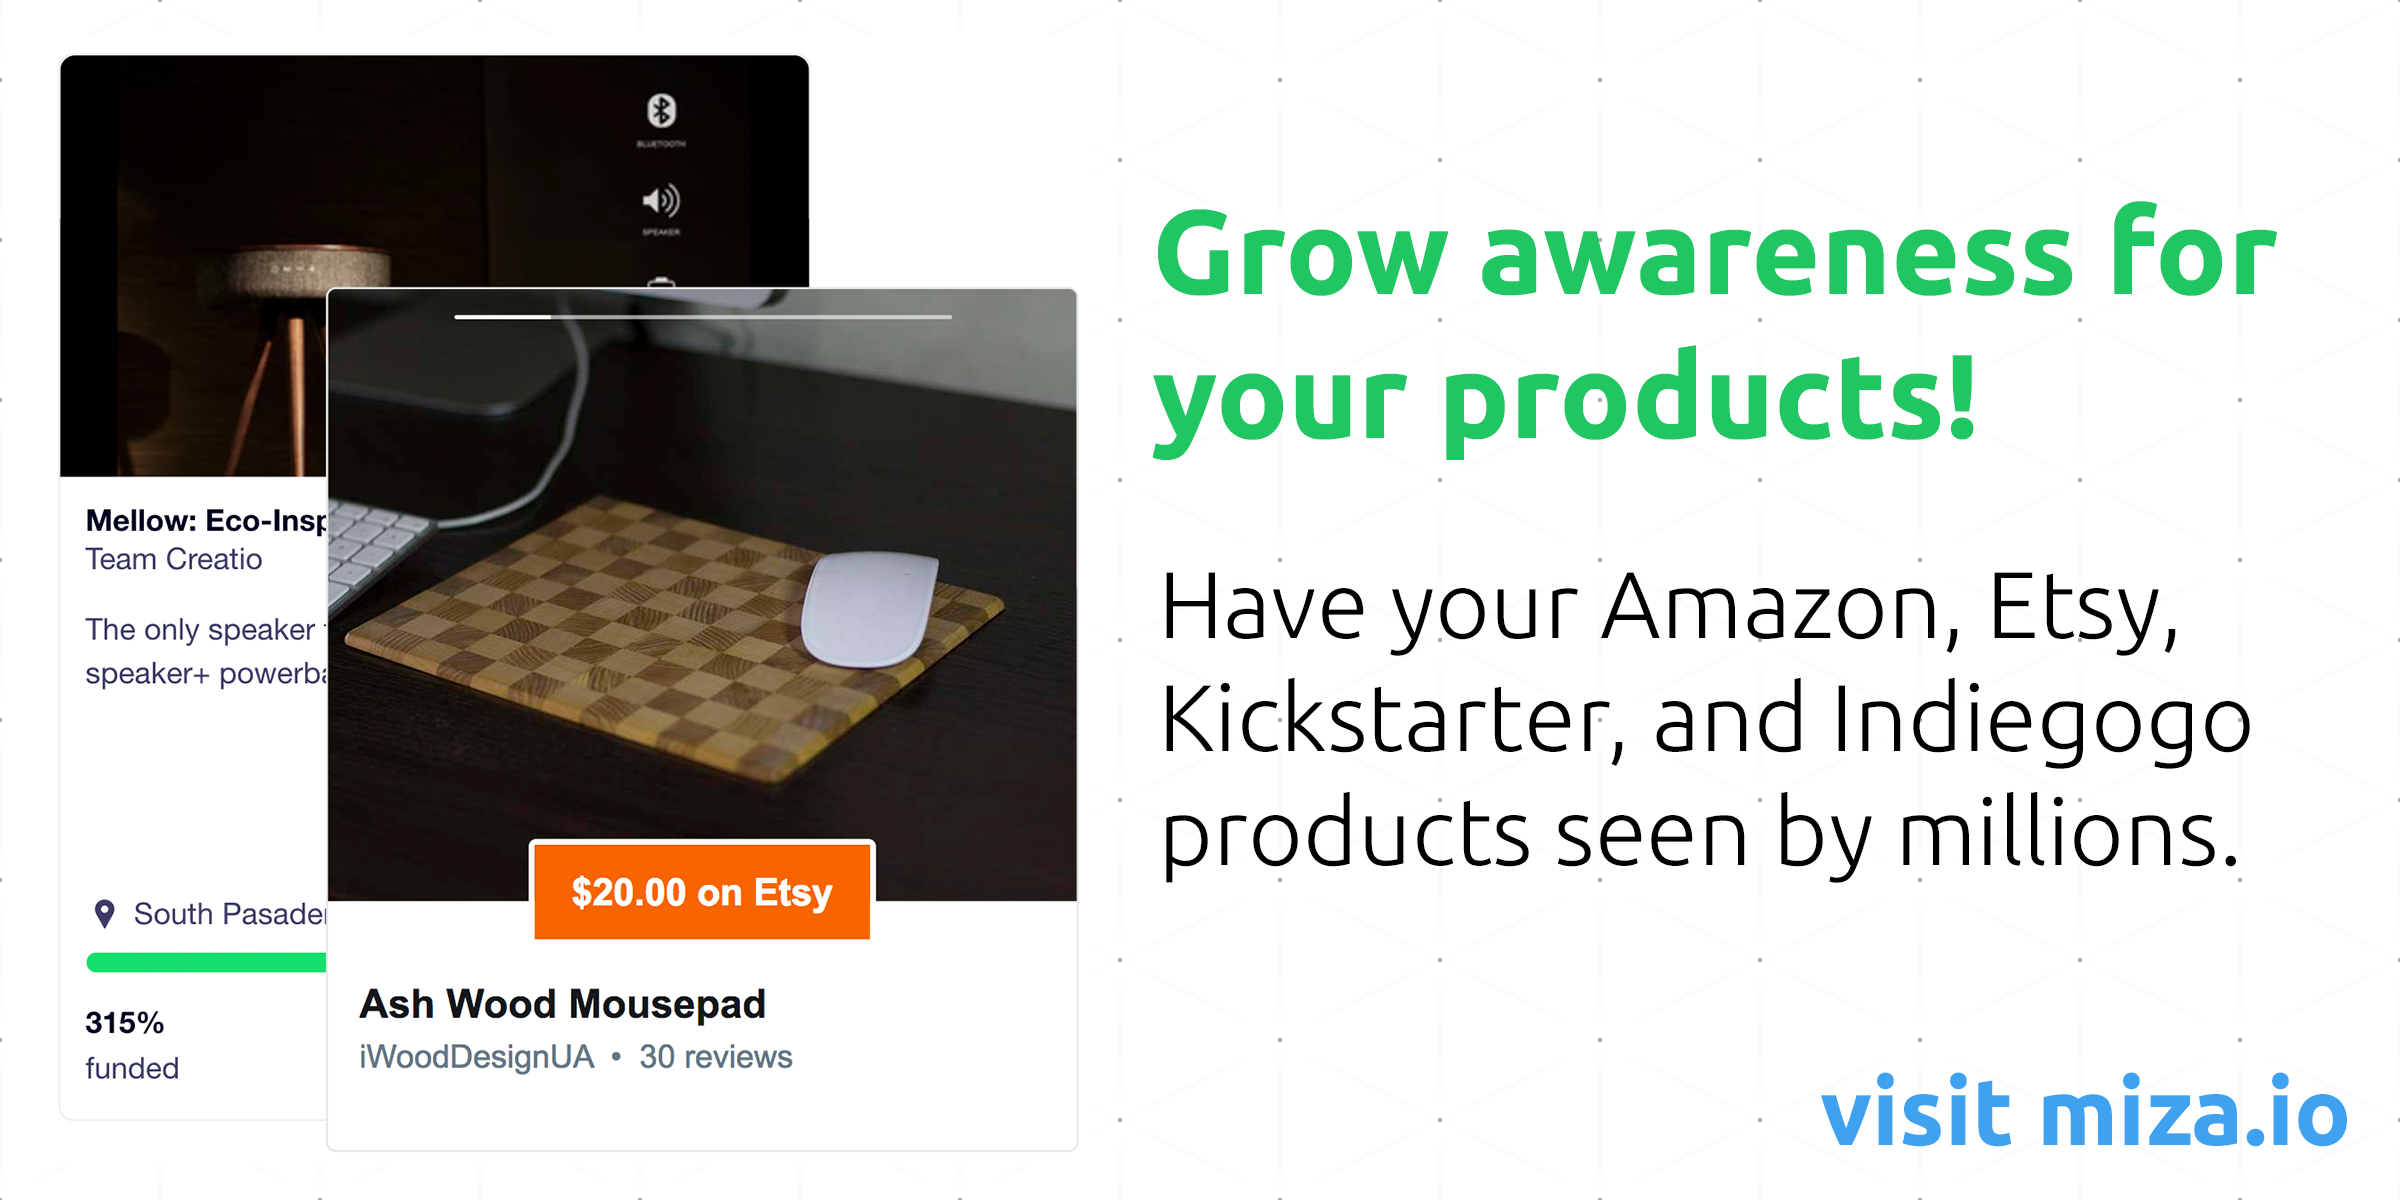 BLUETOOTH
SPEAKER
Mellow: Eco-Insp
Team Creatio
The only speaker
speaker+ powerba
South Pasade
315%
funded
$20.00 on Etsy
Ash Wood Mousepad
iWoodDesignUA • 30 reviews
Grow awareness for
your products!
Have your Amazon, Etsy,
Kickstarter, and Indiegogo
products seen by millions.
visit miza.io